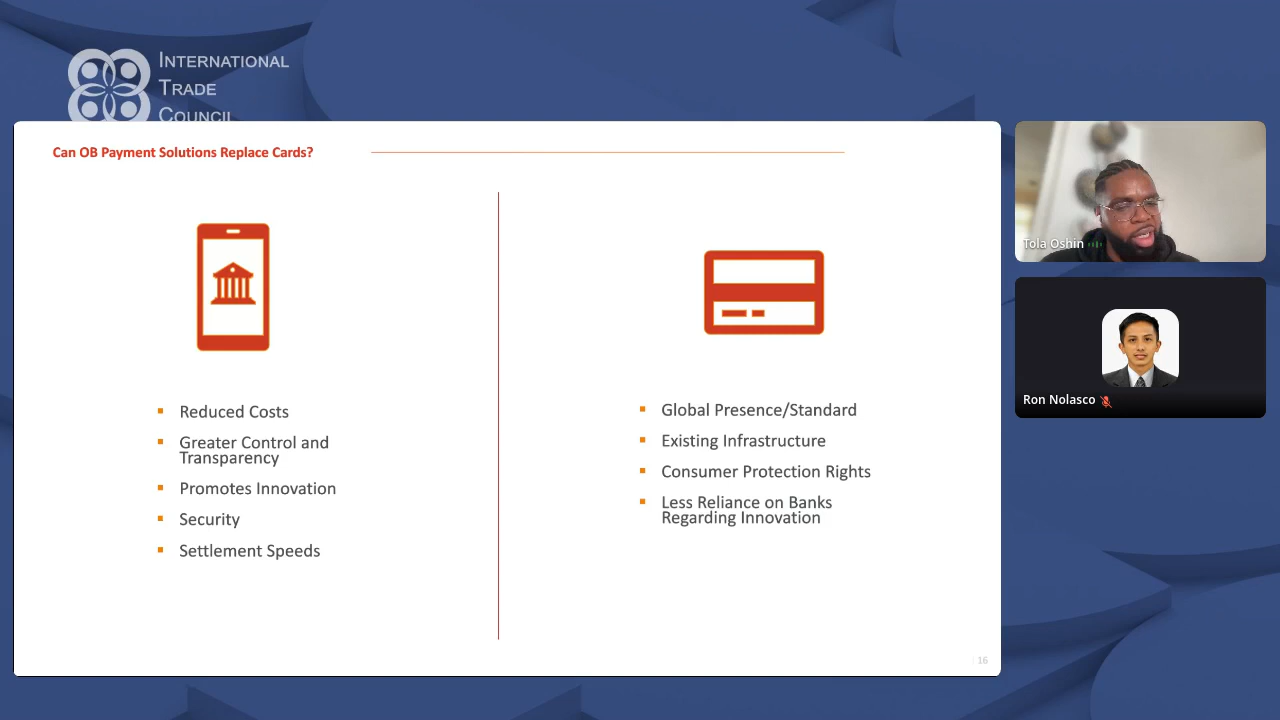 INTERNATIONAL
TRADE
COUNCIL
Can OB Payment Solutions Replace Cards?
Reduced Costs
Greater Control and
Transparency
Promotes Innovation
Security
Settlement Speeds
Global Presence/Standard
Existing Infrastructure
Consumer Protection Rights
Less Reliance on Banks
Regarding Innovation
16
Tola Oshin
Ron Nolasco